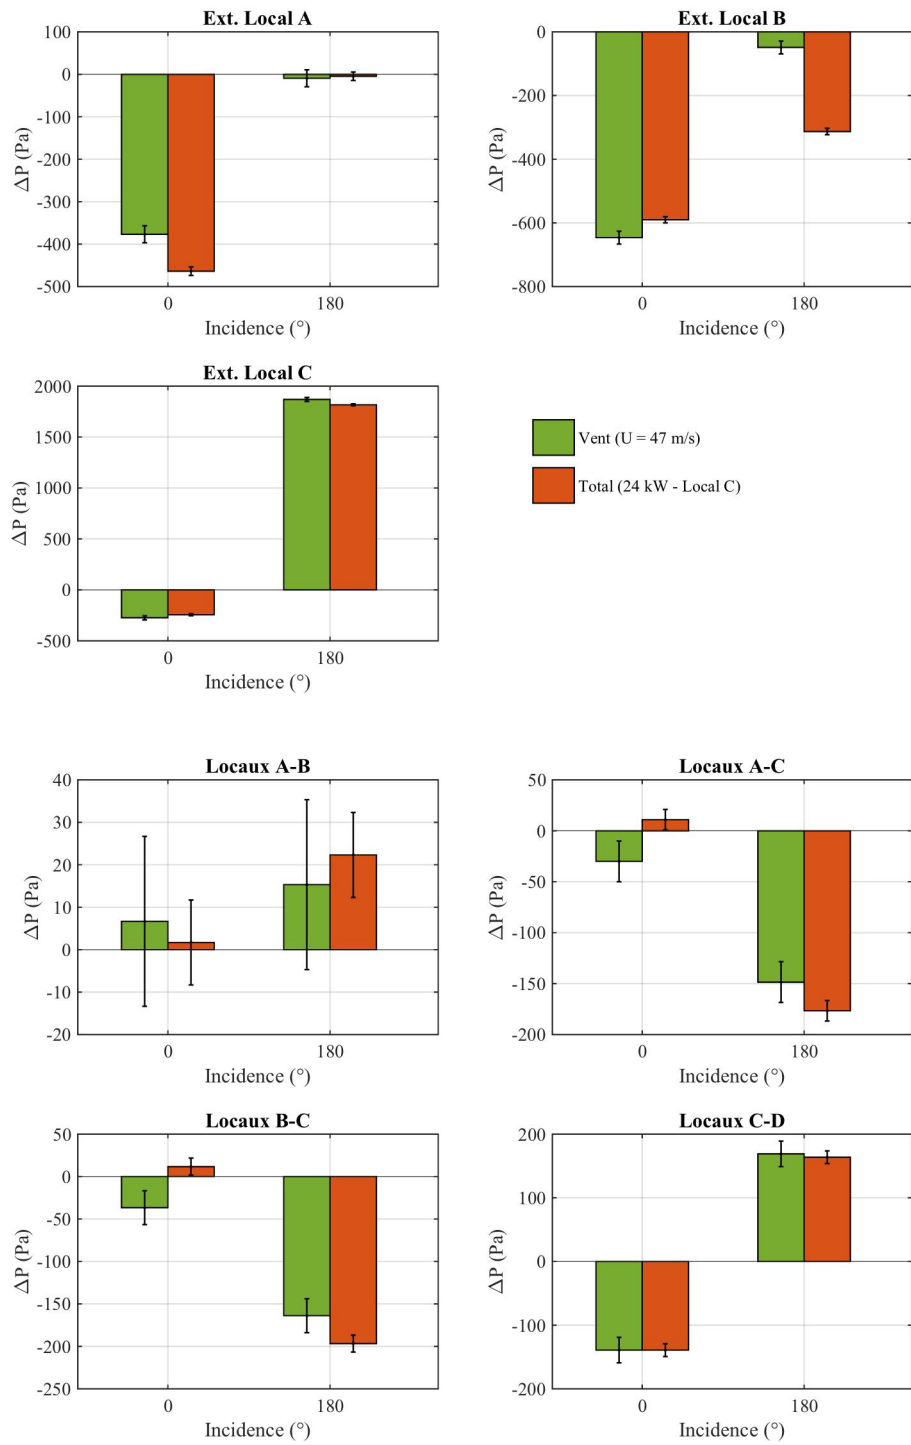 Ext. Local A
100
0
-100
-200
-300
-400
-500
ΔP (Pa)
0 180
Incidence (°)
Ext. Local B
0
-200
-400
-600
-800
ΔP (Pa)
0 180
Incidence (°)
Ext. Local C
2000
1500
1000
500
0
-500
ΔP (Pa)
0 180
Incidence (°)
Vent (U = 47 m/s)
Total (24 kW - Local C)
Locaux A-B
40
30
20
10
0
-10
-20
ΔP (Pa)
0 180
Incidence (°)
Locaux A-C
50
0
-50
-100
-150
-200
ΔP (Pa)
0 180
Incidence (°)
Locaux B-C
50
0
-50
-100
-150
-200
-250
ΔP (Pa)
0 180
Incidence (°)
Locaux C-D
200
100
0
-100
-200
ΔP (Pa)
0 180
Incidence (°)